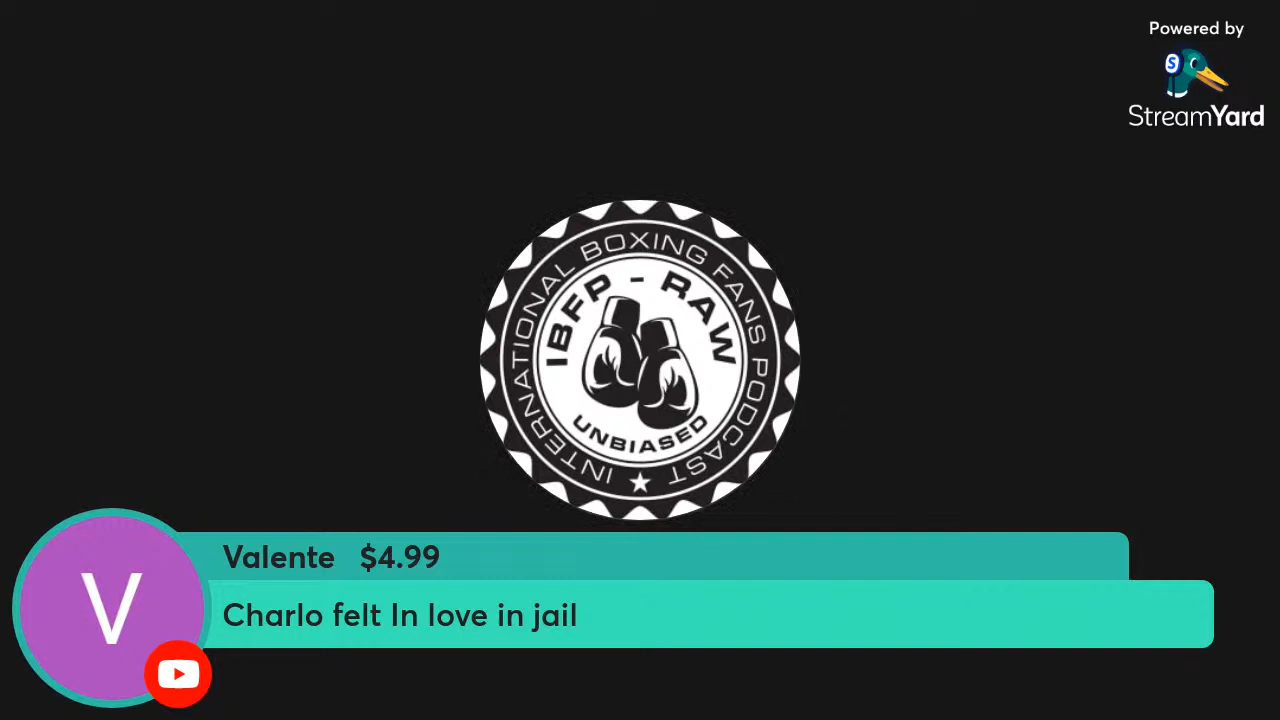 Powered by
S
StreamYard
INTERNATIONAL BOXING FANS PODCAST
IBFP - RAW
UNBIASED
Valente $4.99
V
Charlo felt In love in jail